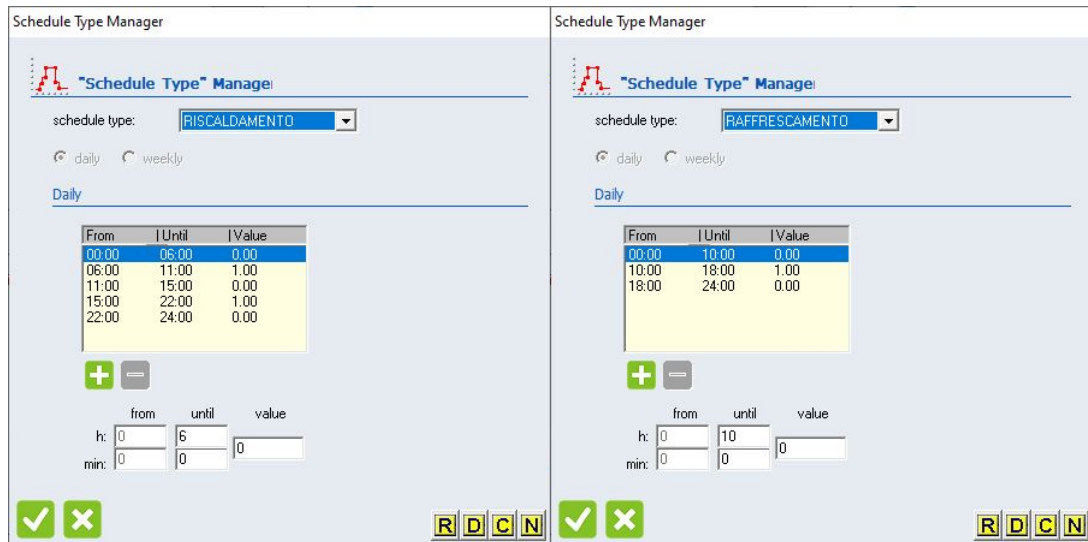 Schedule Type Manager
"Schedule Type" Manage
schedule type: RISCALDAMENTO
daily weekly
Daily
From | Until | Value
00:00 06:00 0.00
06:00 11:00 1.00
11:00 15:00 0.00
15:00 22:00 1.00
22:00 24:00 0.00
from until value
h: 0 6
0
min: 0 0
R D C N
Schedule Type Manager
"Schedule Type" Manage
schedule type: RAFFRESCAMENTO
daily weekly
Daily
From | Until | Value
00:00 10:00 0.00
10:00 18:00 1.00
18:00 24:00 0.00
from until value
h: 0 10
0
min: 0 0
R D C N